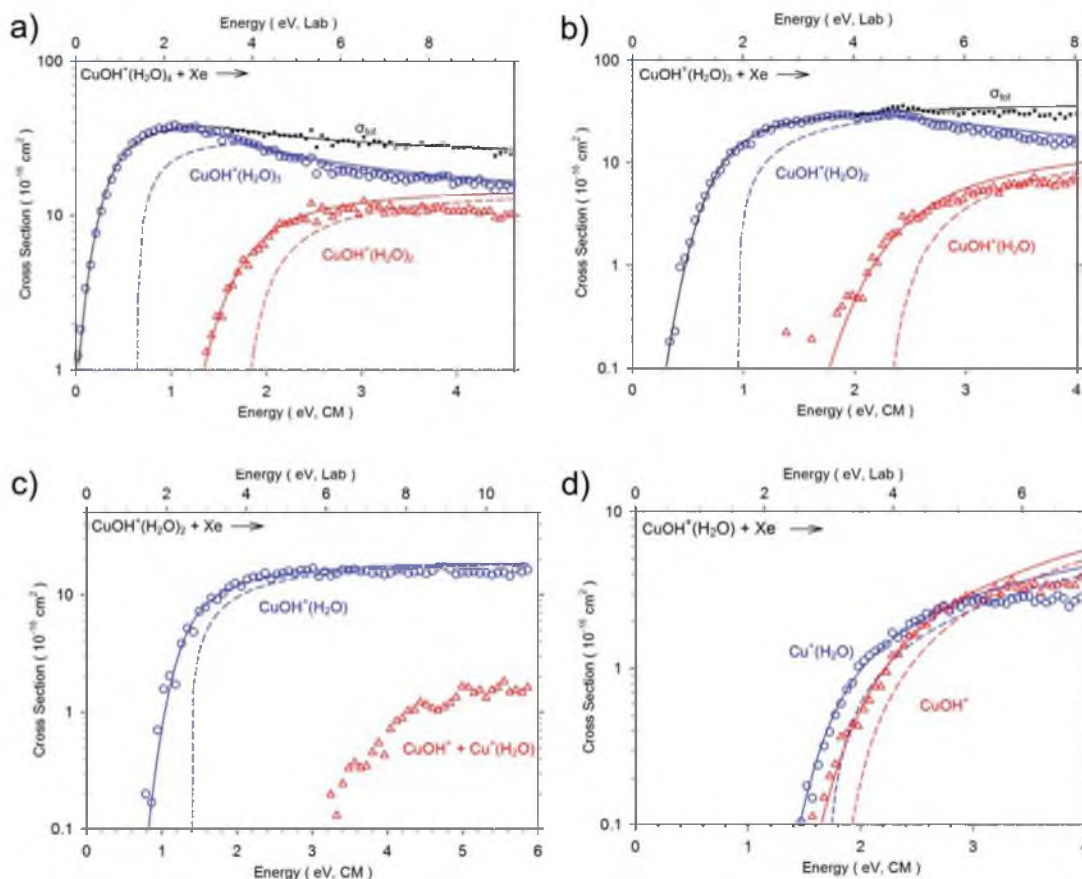 a)
Energy ( eV, Lab)
0 2 4 6 8
CuOH⁺(H₂O)₄ + Xe →
σtot
CuOH⁺(H₂O)₃
CuOH⁺(H₂O)₂
Cross Section ( 10⁻¹⁶ cm²)
100
10
1
0 1 2 3 4
Energy ( eV, CM)
b)
Energy ( eV, Lab)
0 2 4 6 8
CuOH⁺(H₂O)₃ + Xe →
σtot
CuOH⁺(H₂O)₂
CuOH⁺(H₂O)
Cross Section ( 10⁻¹⁶ cm²)
100
10
1
0.1
0 1 2 3 4
Energy ( eV, CM)
c)
Energy ( eV, Lab)
0 2 4 6 8 10
CuOH⁺(H₂O)₂ + Xe →
CuOH⁺(H₂O)
CuOH⁺ + Cu⁺(H₂O)
Cross Section ( 10⁻¹⁶ cm²)
10
1
0.1
0 1 2 3 4 5 6
Energy ( eV, CM)
d)
Energy ( eV, Lab)
0 2 4 6
CuOH⁺(H₂O) + Xe →
Cu⁺(H₂O)
CuOH⁺
Cross Section ( 10⁻¹⁶ cm²)
10
1
0.1
0 1 2 3 4
Energy ( eV, CM)